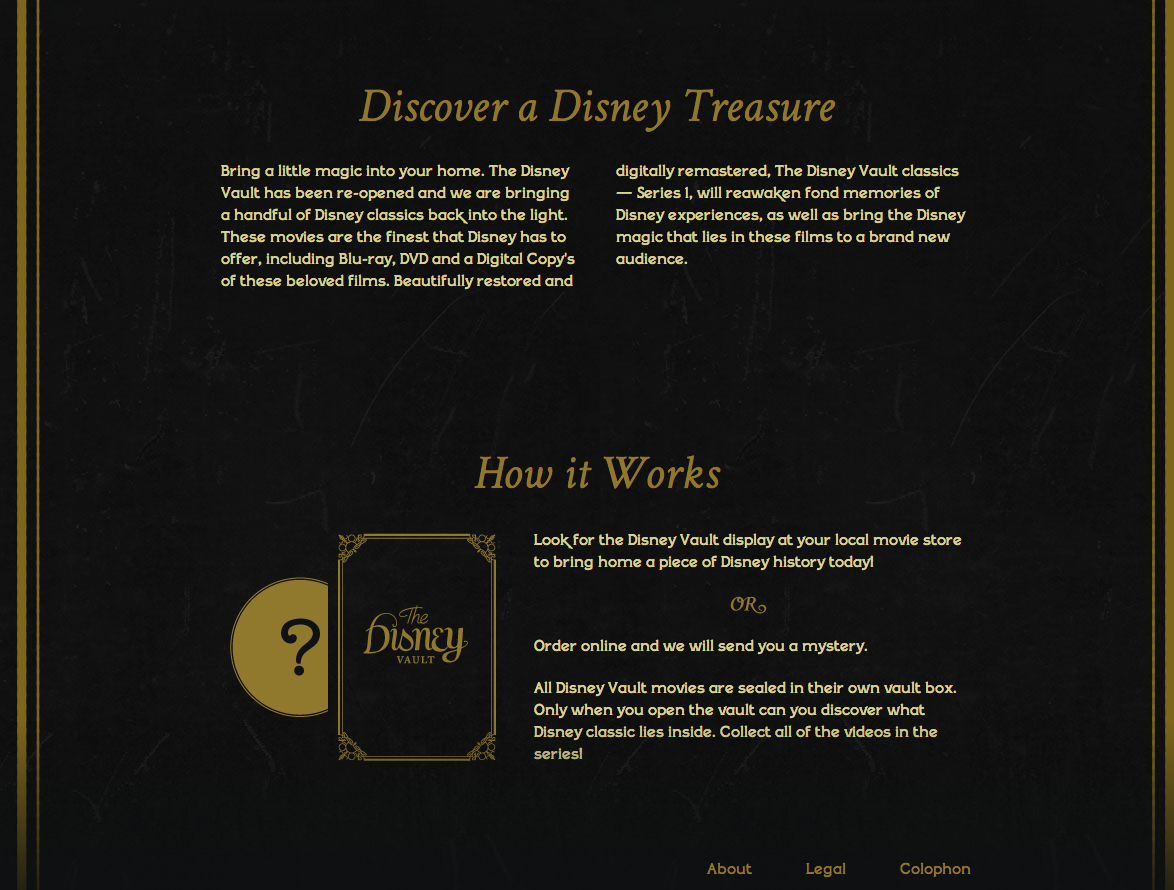 Discover a Disney Treasure
Bring a little magic into your home. The Disney
Vault has been re-opened and we are bringing
a handful of Disney classics back into the light.
These movies are the finest that Disney has to
offer, including Blu-ray, DVD and a Digital Copy's
of these beloved films. Beautifully restored and
digitally remastered, The Disney Vault classics
— Series 1, will reawaken fond memories of
Disney experiences, as well as bring the Disney
magic that lies in these films to a brand new
audience.
How it Works
?
The
Disney
VAULT
Look for the Disney Vault display at your local movie store
to bring home a piece of Disney history today!
OR
Order online and we will send you a mystery.
All Disney Vault movies are sealed in their own vault box.
Only when you open the vault can you discover what
Disney classic lies inside. Collect all of the videos in the
series!
About Legal Colophon